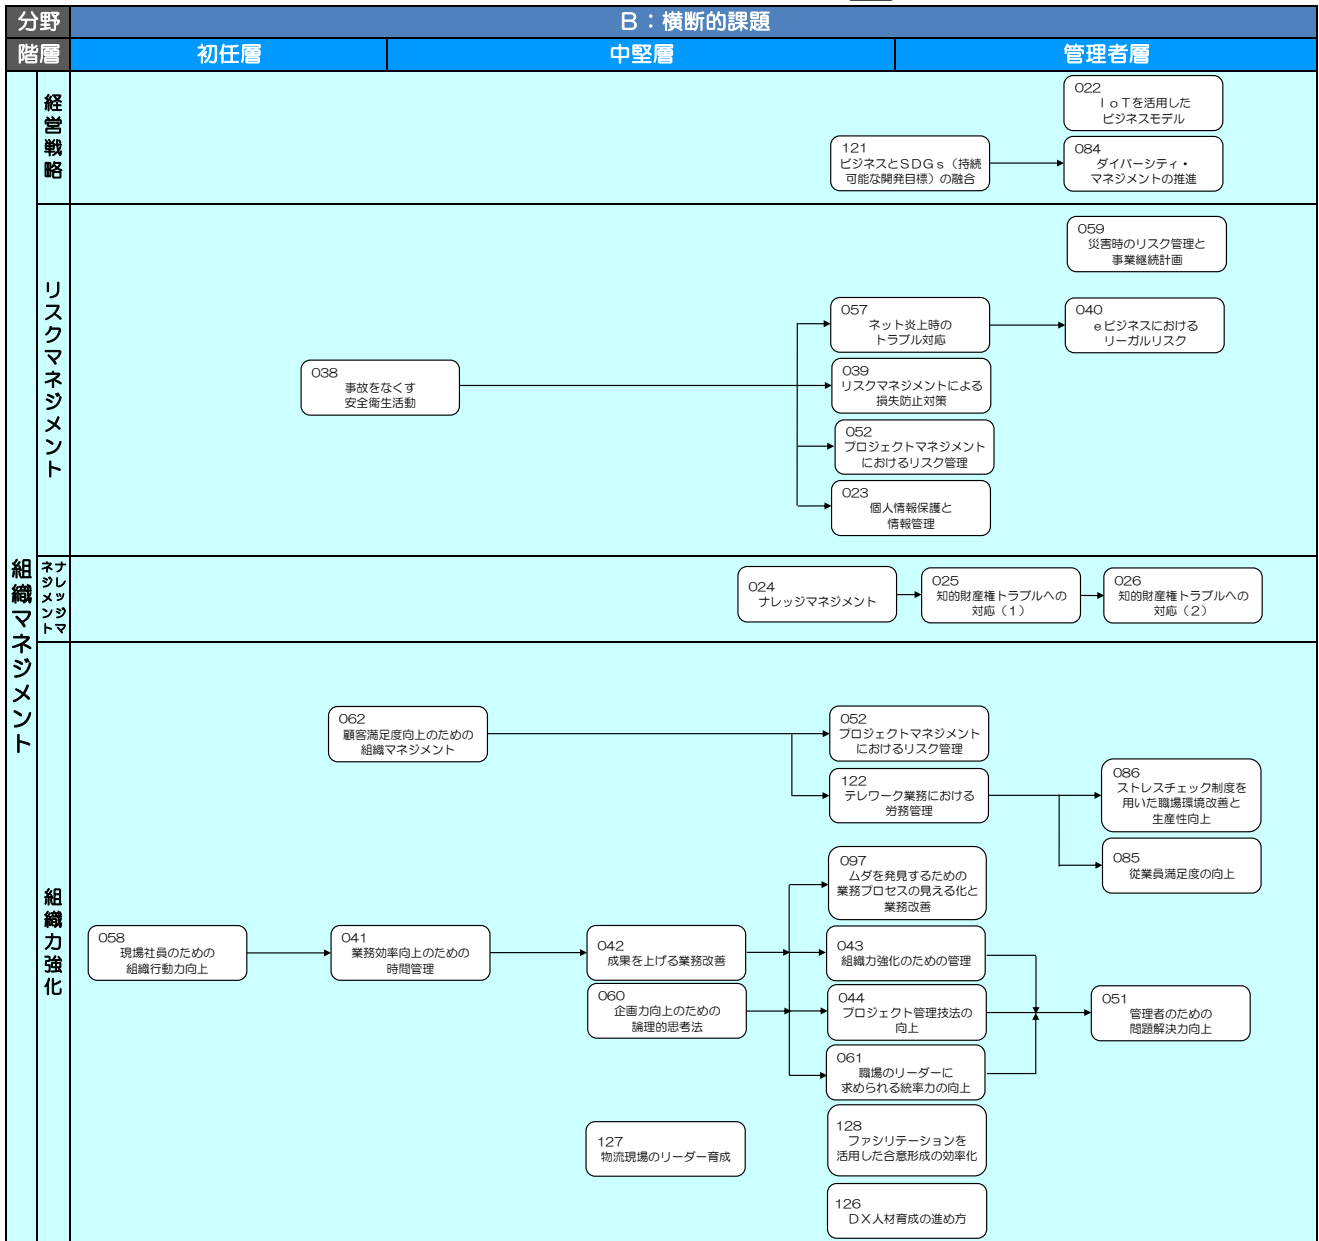 分野
B：横断的課題
階層
初任層
中堅層
管理者層
組織マネジメント
経営戦略
022
ＩｏＴを活用した
ビジネスモデル
121
ビジネスとＳＤＧｓ（持続
可能な開発目標）の融合
084
ダイバーシティ・
マネジメントの推進
リスクマネジメント
059
災害時のリスク管理と
事業継続計画
057
ネット炎上時の
トラブル対応
040
ｅビジネスにおける
リーガルリスク
038
事故をなくす
安全衛生活動
039
リスクマネジメントによる
損失防止対策
052
プロジェクトマネジメント
におけるリスク管理
023
個人情報保護と
情報管理
ナレッジマ
ネジメント
024
ナレッジマネジメント
025
知的財産権トラブルへの
対応（１）
026
知的財産権トラブルへの
対応（２）
組織力強化
062
顧客満足度向上のための
組織マネジメント
052
プロジェクトマネジメント
におけるリスク管理
122
テレワーク業務における
労務管理
086
ストレスチェック制度を
用いた職場環境改善と
生産性向上
085
従業員満足度の向上
097
ムダを発見するための
業務プロセスの見える化と
業務改善
058
現場社員のための
組織行動力向上
041
業務効率向上のための
時間管理
042
成果を上げる業務改善
043
組織力強化のための管理
060
企画力向上のための
論理的思考法
044
プロジェクト管理技法の
向上
051
管理者のための
問題解決力向上
061
職場のリーダーに
求められる統率力の向上
127
物流現場のリーダー育成
128
ファシリテーションを
活用した合意形成の効率化
126
ＤＸ人材育成の進め方